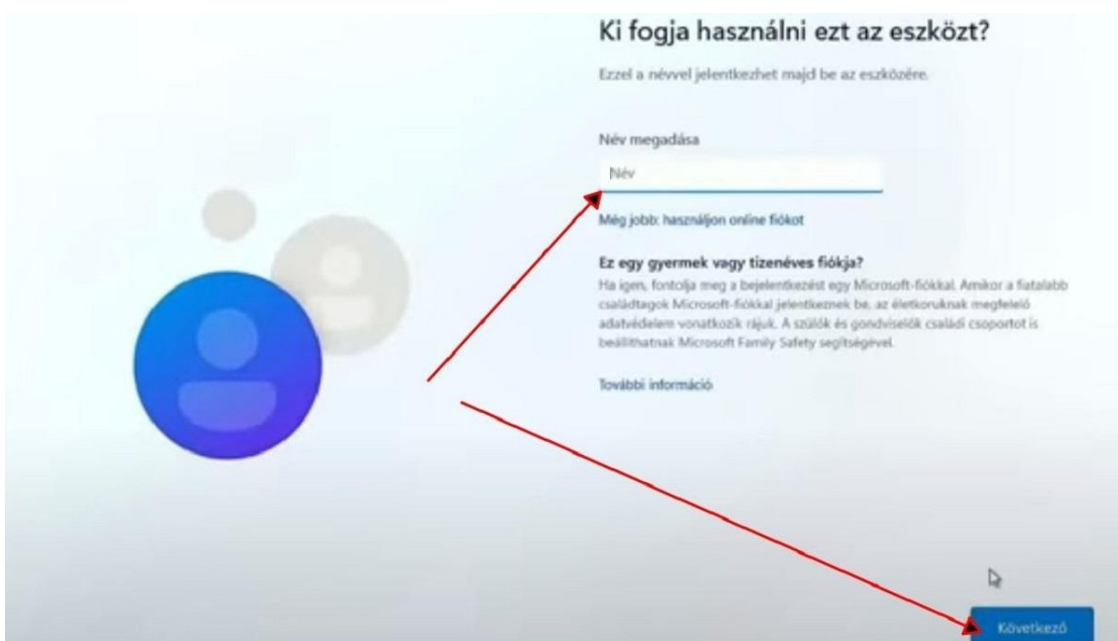 Ki fogja használni ezt az eszközt?
Ezzel a névvel jelentkezhet majd be az eszközére.
Név megadása
Név
Még jobb: használjon online fiókot
Ez egy gyermek vagy tizenéves fiókja?
Ha igen, fontolja meg a bejelentkezést egy Microsoft-fiókkal. Amikor a fiatalabb
családtagok Microsoft-fiókkal jelentkeznek be, az életkoruknak megfelelő
adatvédelem vonatkozik rájuk. A szülők és gondviselők családi csoportot is
beállíthatnak Microsoft Family Safety segítségével.
További információ
Következő